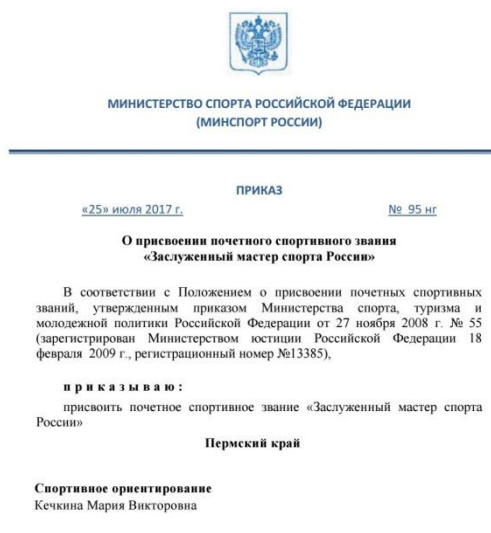 МИНИСТЕРСТВО СПОРТА РОССИЙСКОЙ ФЕДЕРАЦИИ
(МИНСПОРТ РОССИИ)
ПРИКАЗ
«25» июля 2017 г. № 95 нг
О присвоении почетного спортивного звания
«Заслуженный мастер спорта России»
В соответствии с Положением о присвоении почетных спортивных
званий, утвержденным приказом Министерства спорта, туризма и
молодежной политики Российской Федерации от 27 ноября 2008 г. № 55
(зарегистрирован Министерством юстиции Российской Федерации 18
февраля 2009 г., регистрационный номер №13385),
п р и к а з ы в а ю :
присвоить почетное спортивное звание «Заслуженный мастер спорта
России»
Пермский край
Спортивное ориентирование
Кечкина Мария Викторовна